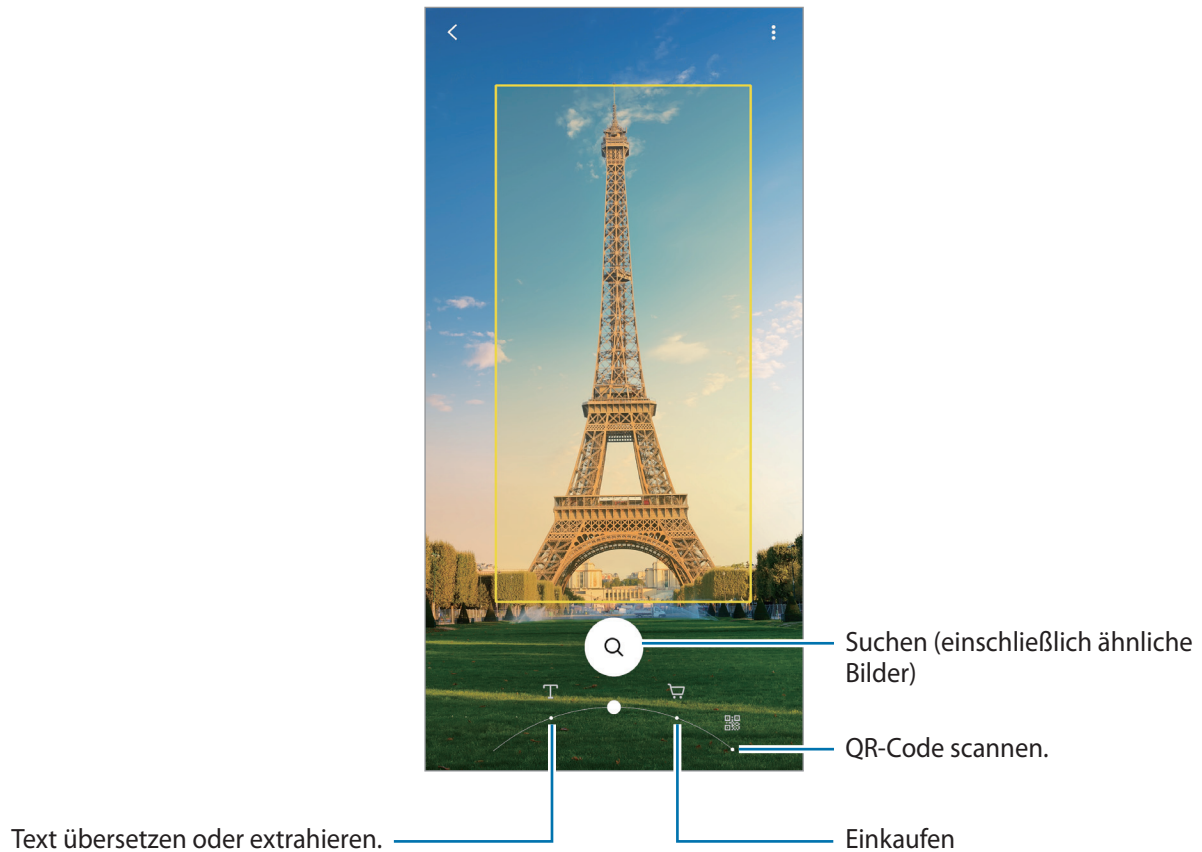 Suchen (einschließlich ähnliche
Bilder)
QR-Code scannen.
Text übersetzen oder extrahieren.
Einkaufen